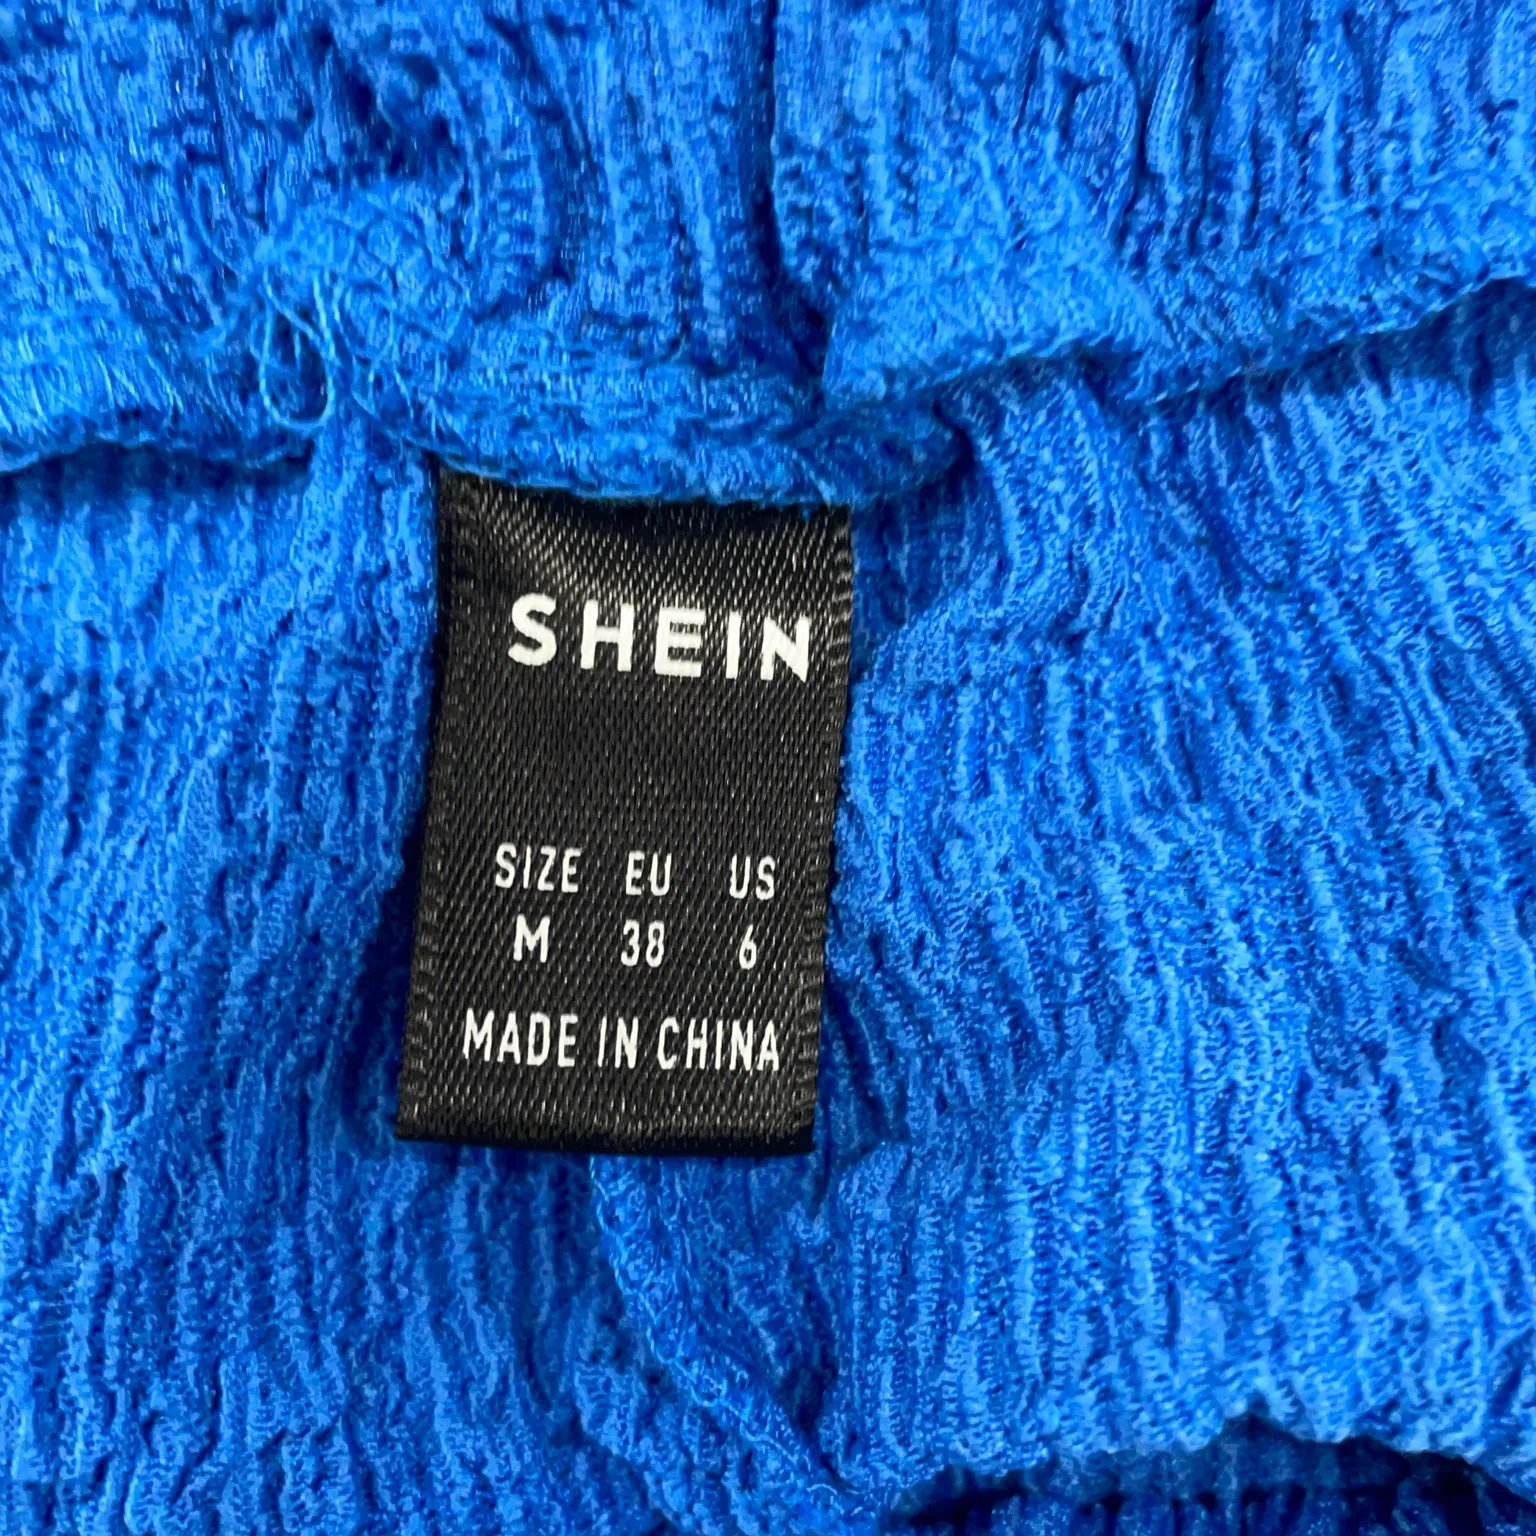 SHEIN
SIZE EU US
M 38 6
MADE IN CHINA